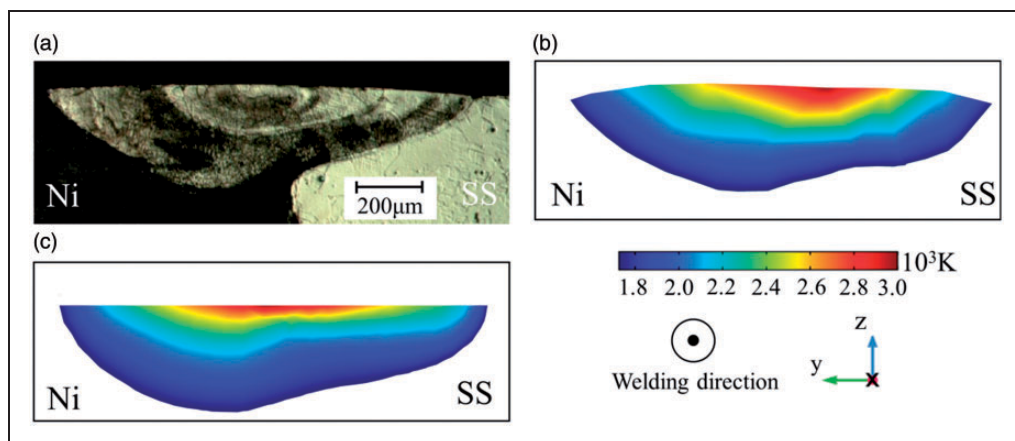 (a)
Ni
200μm
SS
(b)
Ni
SS
(c)
Ni
SS
10³K
1.8 2.0 2.2 2.4 2.6 2.8 3.0
Welding direction
z
y
X